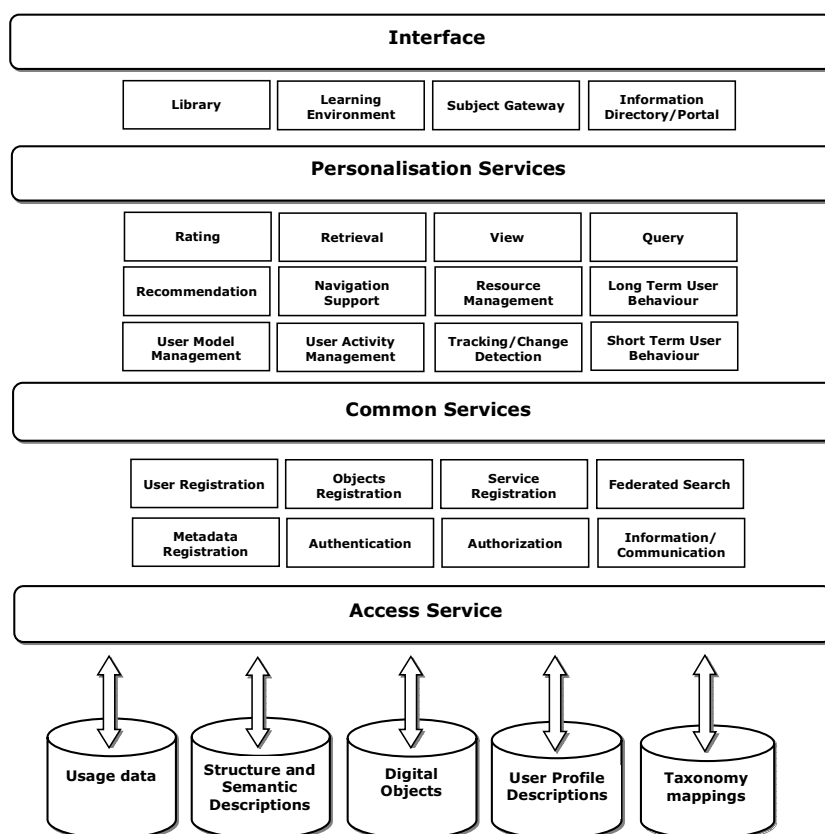 Interface
Library
Learning
Environment
Subject Gateway
Information
Directory/Portal
Personalisation Services
Rating
Retrieval
View
Query
Recommendation
Navigation
Support
Resource
Management
Long Term User
Behaviour
User Model
Management
User Activity
Management
Tracking/Change
Detection
Short Term User
Behaviour
Common Services
User Registration
Objects
Registration
Service
Registration
Federated Search
Metadata
Registration
Authentication
Authorization
Information/
Communication
Access Service
Usage data
Structure and
Semantic
Descriptions
Digital
Objects
User Profile
Descriptions
Taxonomy
mappings